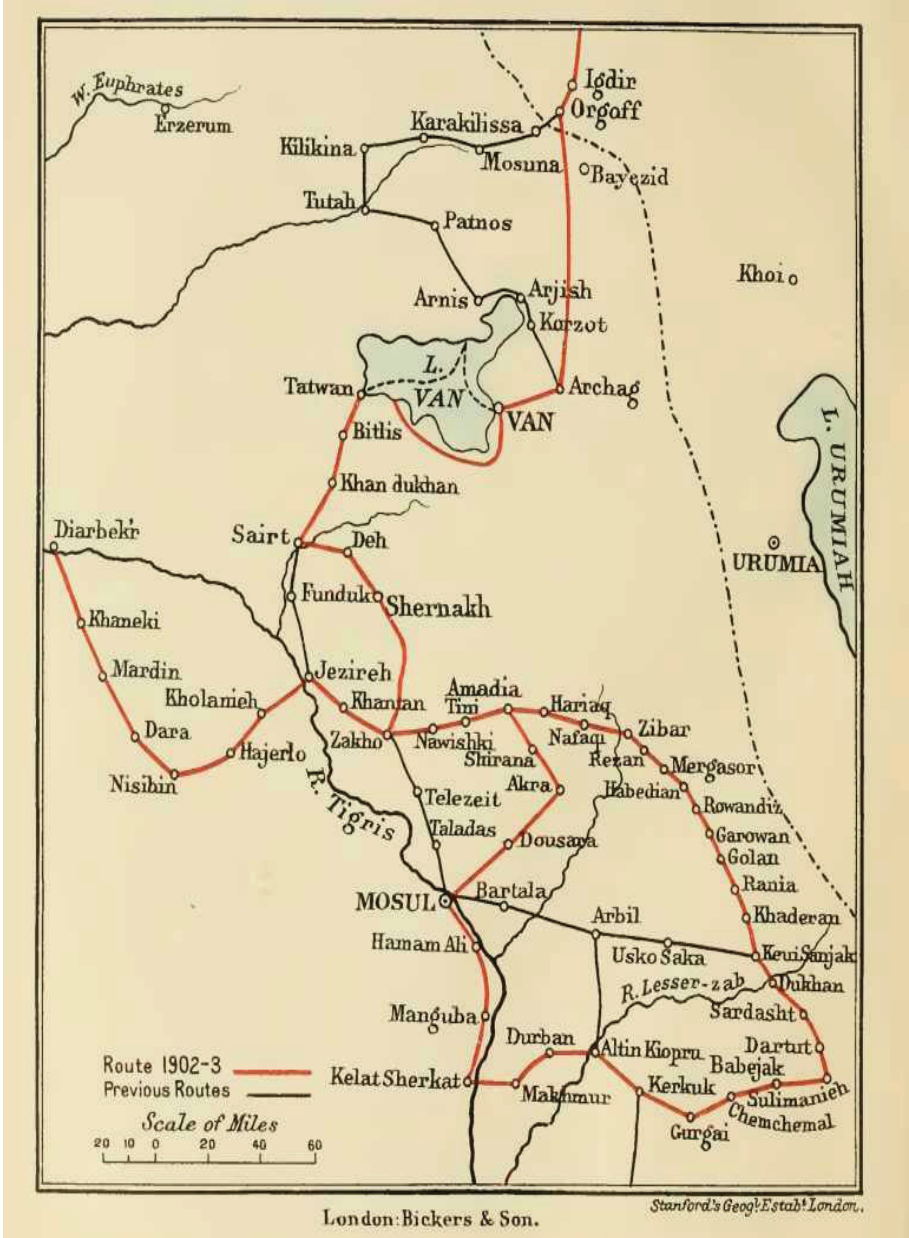 Igdir
W. Euphrates
Orgoff
Erzerum
Karakilissa
Kilikina
Mosuna
Bayezid
Tutah
Patnos
Khoi
Arnis
Arjish
Korzot
L.
VAN
Tatwan
Archag
VAN
L. URUMIAH
Bitlis
Khan dukhan
Diarbekr
Sairt
Deh
URUMIA
Funduk
Shernakh
Khaneki
Mardin
Jezireh
Kholanieh
Khantan
Amadia
Tini
Hariaq
Dara
Zakho
Nawishki
Nafaqi
Zibar
Hajerlo
Shirana
Rezan
Mergasor
Nisibin
R. Tigris
Telezeit
Akra
Habedian
Rowandiz
Taladas
Dousara
Garowan
Golan
MOSUL
Bartala
Rania
Arbil
Khaderan
Hamam Ali
Usko Saka
Keui Sanjak
R. Lesser-zab
Dukhan
Manguba
Sardasht
Durban
Altin Kiopru
Dartut
Babejak
Kelat Sherkat
Makhmur
Kerkuk
Sulimanieh
Chemchemal
Gurgai
Route 1902-3
Previous Routes
Scale of Miles
20 10 0 20 40 60
London: Bickers & Son.
Stanford's Geogl. Estabt. London.